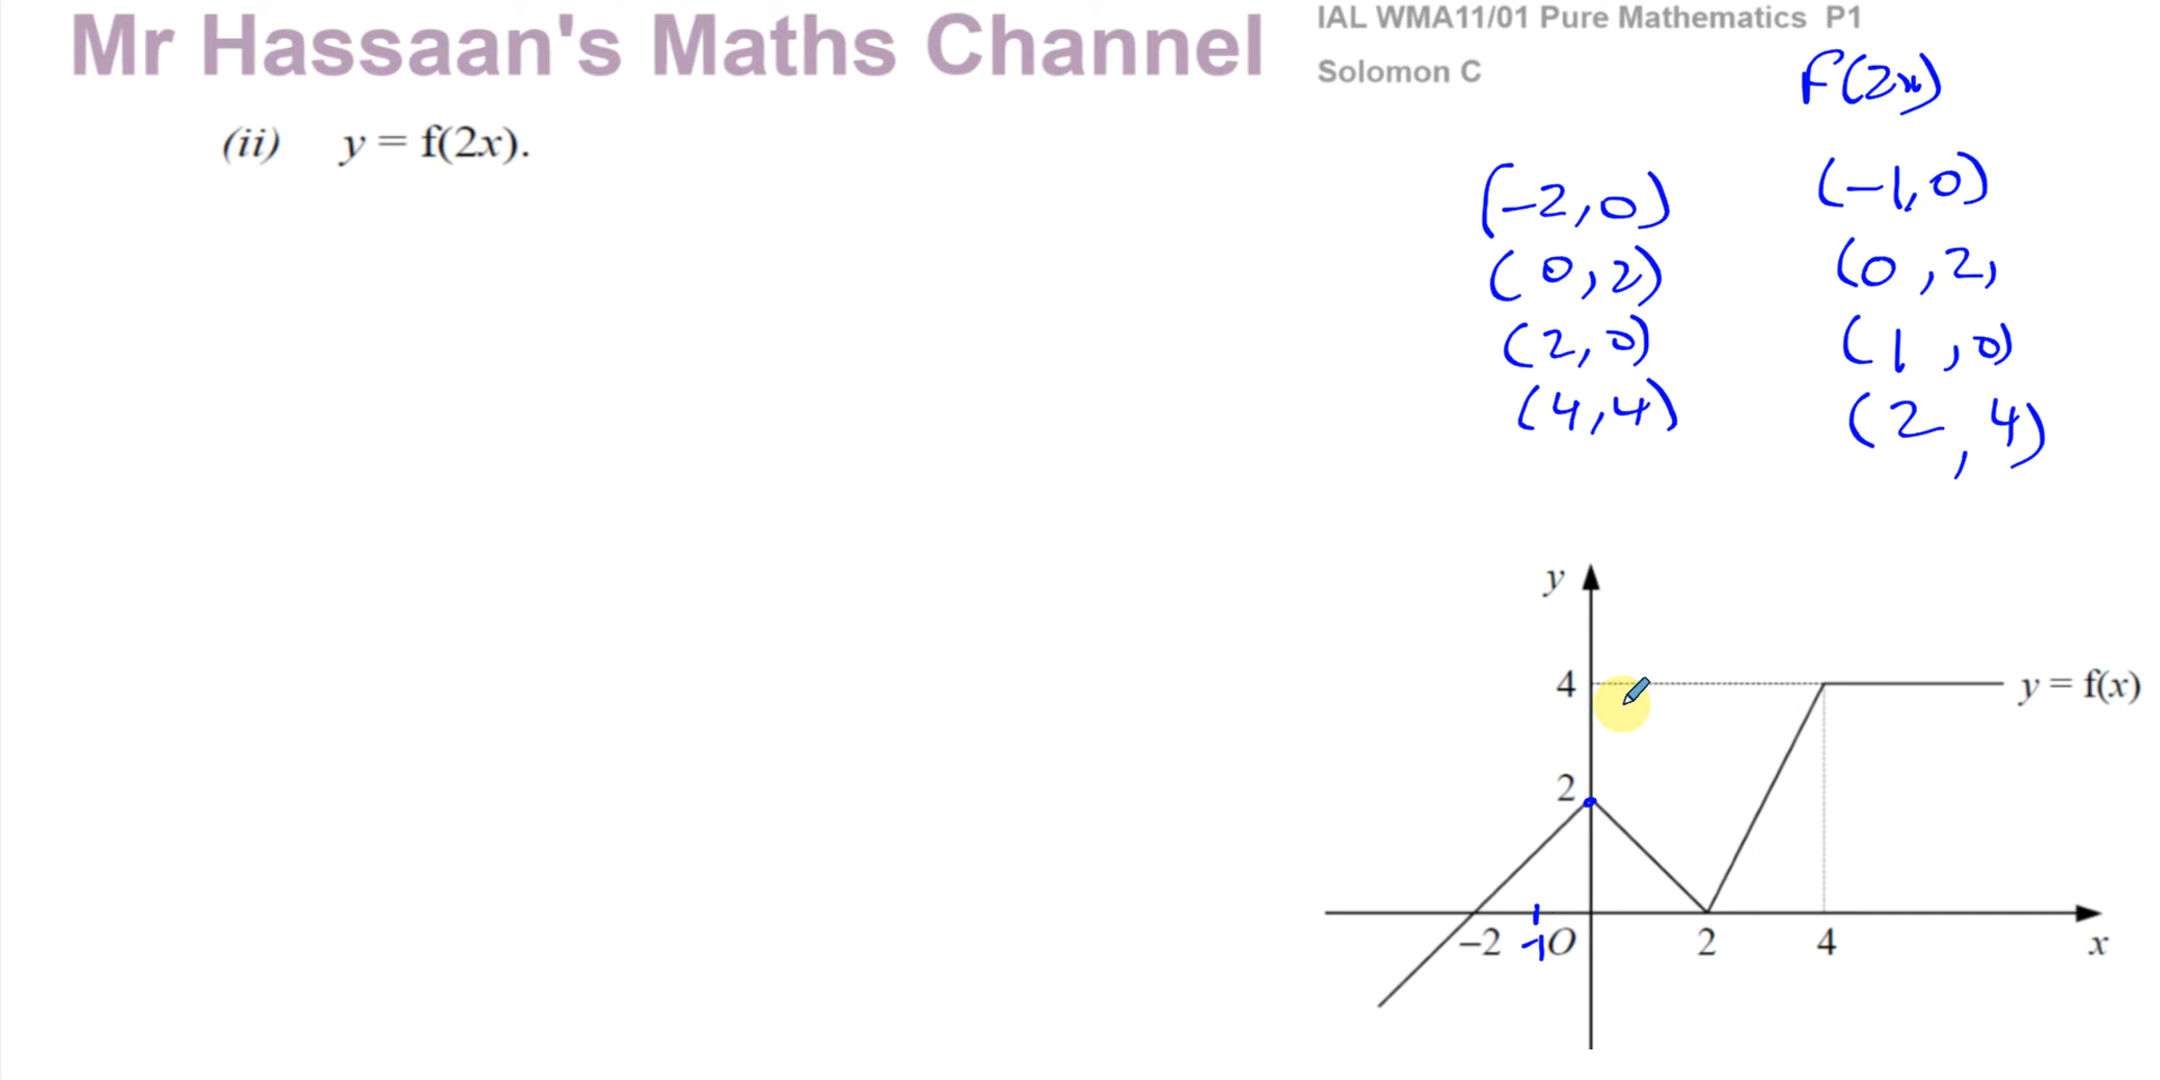 Mr Hassaan's Maths Channel
IAL WMA11/01 Pure Mathematics P1
Solomon C
(ii) y = f(2x).
F(2x)
(-2,0) (-1,0)
(0,2) (0,2)
(2,0) (1,0)
(4,4) (2,4)
y
4
y = f(x)
2
–2 -1 O 2 4 x